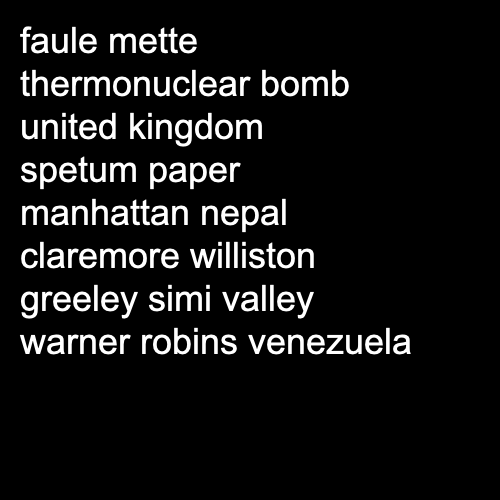 faule mette
thermonuclear bomb
united kingdom
spetum paper
manhattan nepal
claremore williston
greeley simi valley
warner robins venezuela